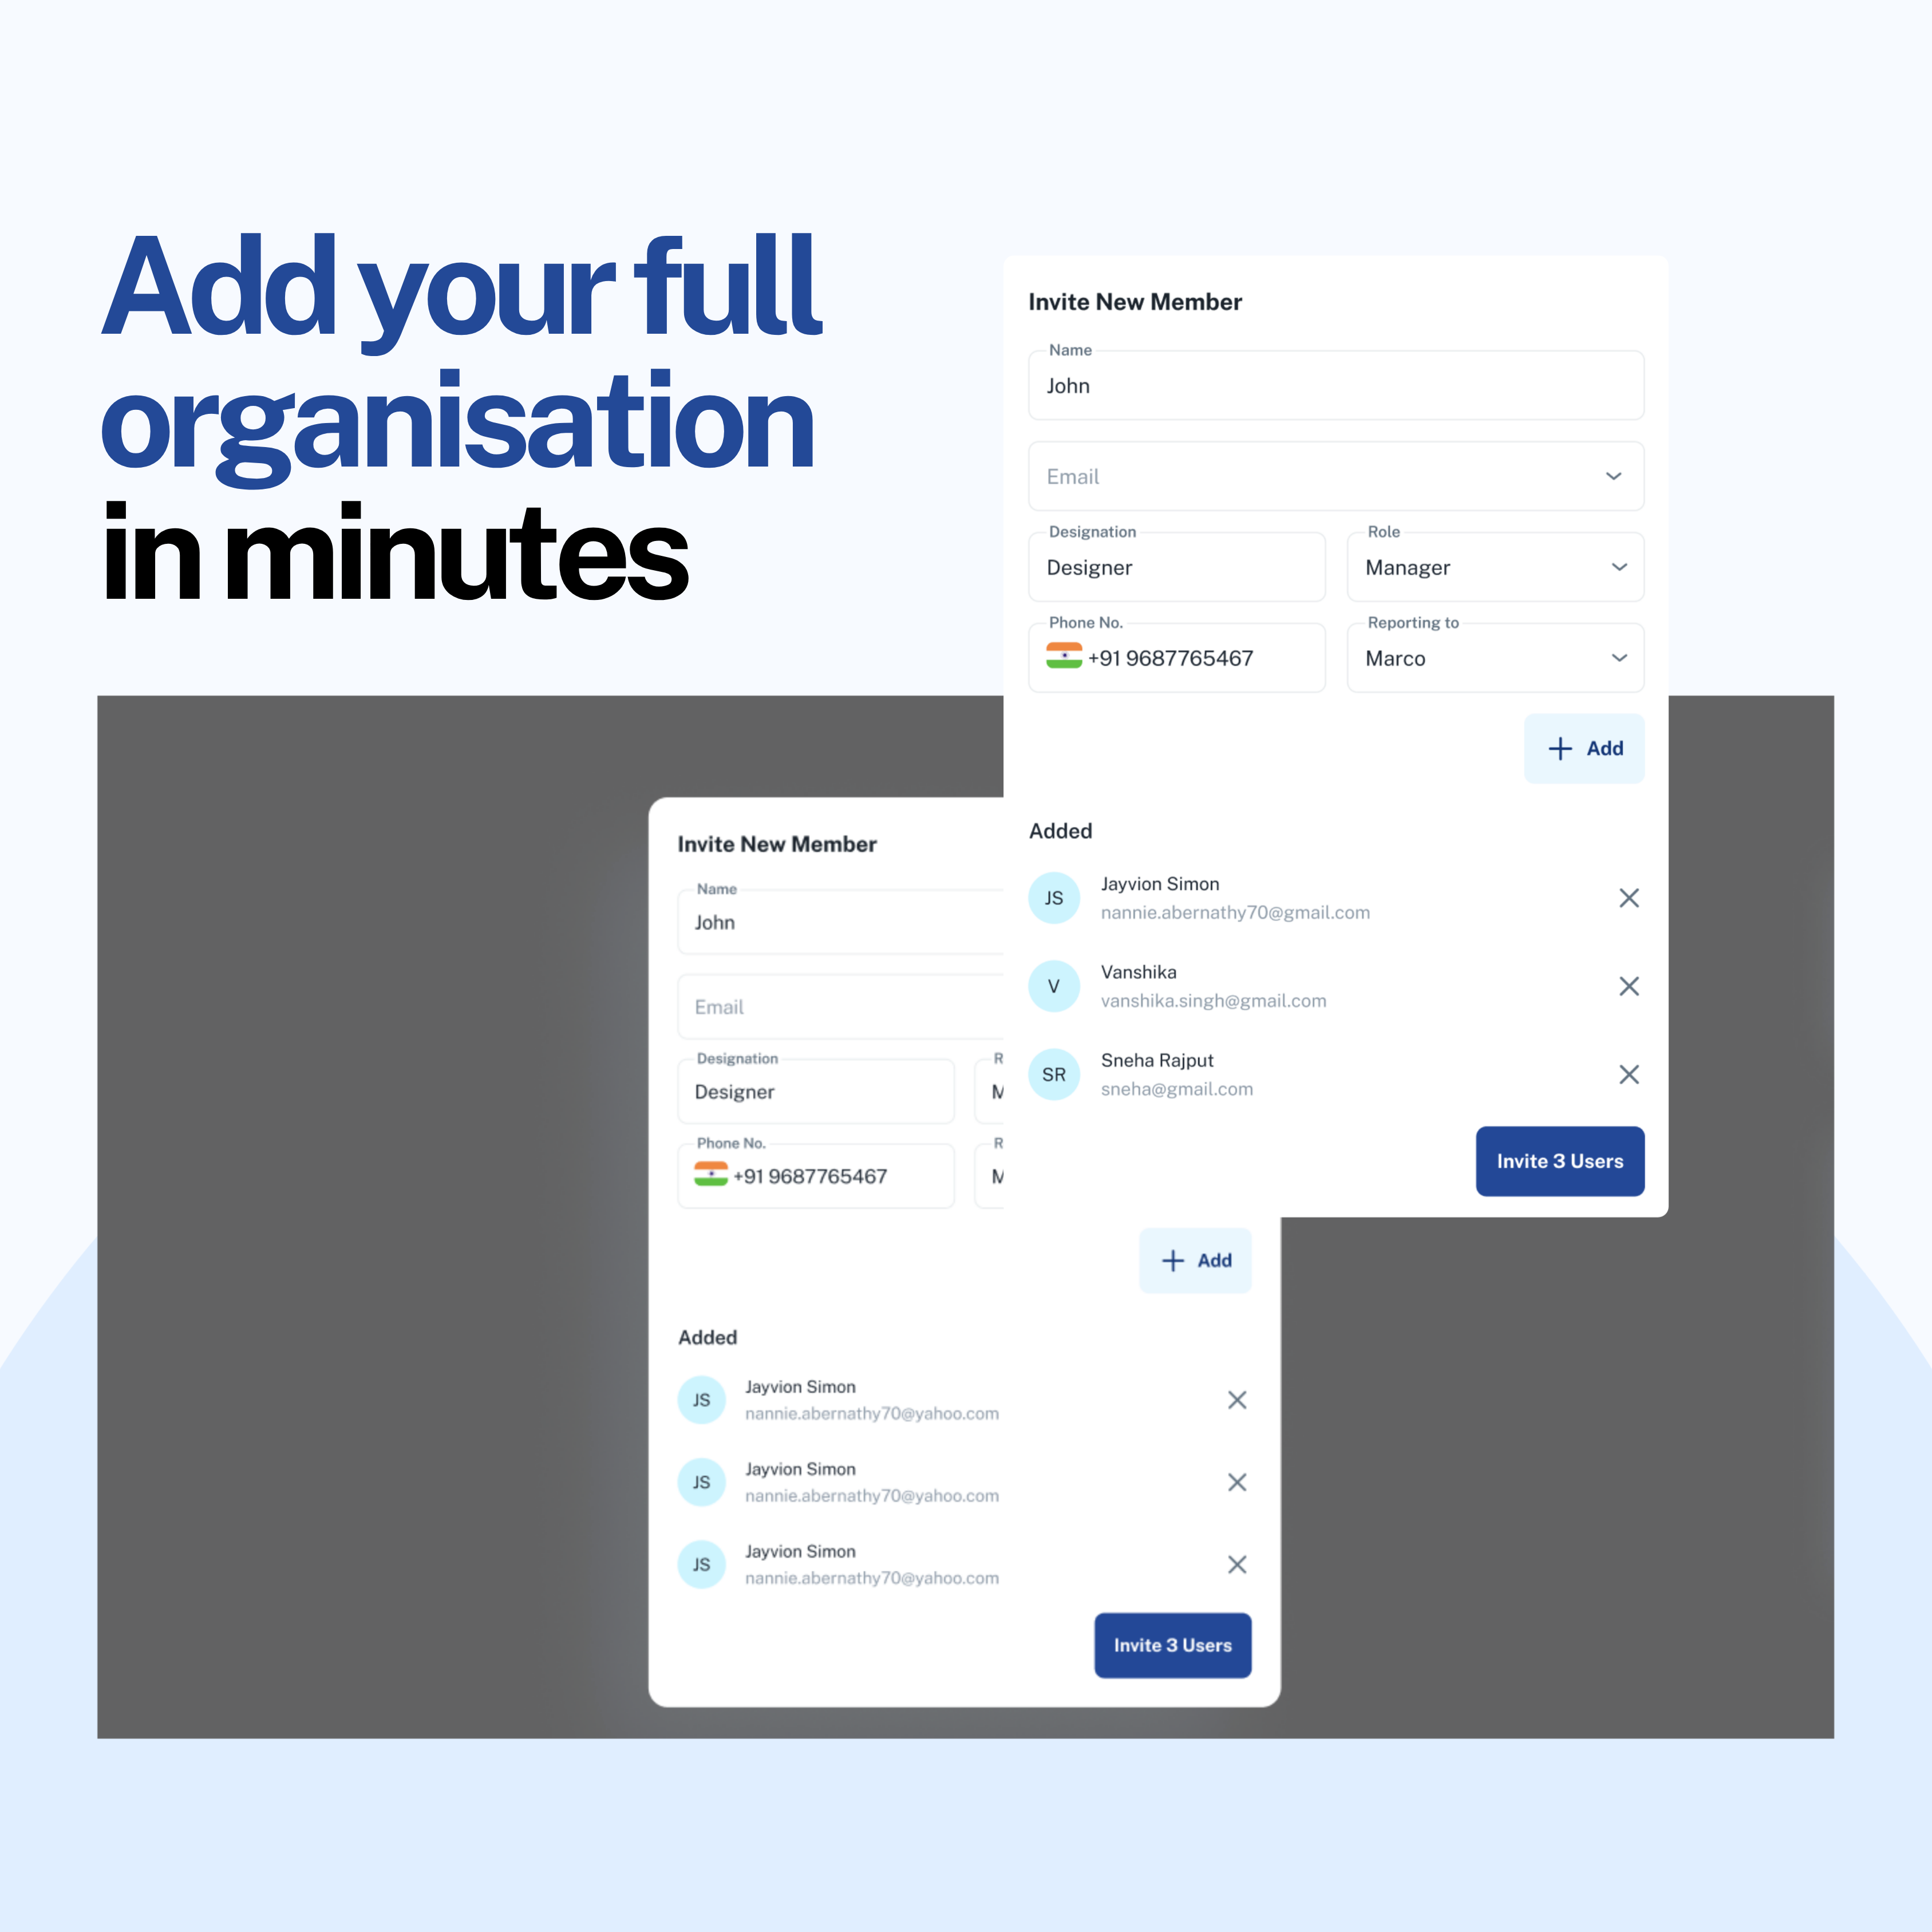 Add your full
organisation
in minutes
Invite New Member
Name
John
Email
Designation
Designer
Role
Manager
Phone No.
+91 9687765467
Reporting to
Marco
Add
Added
JS
Jayvion Simon
nannie.abernathy70@gmail.com
V
Vanshika
vanshika.singh@gmail.com
SR
Sneha Rajput
sneha@gmail.com
Invite 3 Users
Invite New Member
Name
John
Email
Designation
Designer
R
M
Phone No.
+91 9687765467
R
M
Add
Added
JS
Jayvion Simon
nannie.abernathy70@yahoo.com
JS
Jayvion Simon
nannie.abernathy70@yahoo.com
JS
Jayvion Simon
nannie.abernathy70@yahoo.com
Invite 3 Users